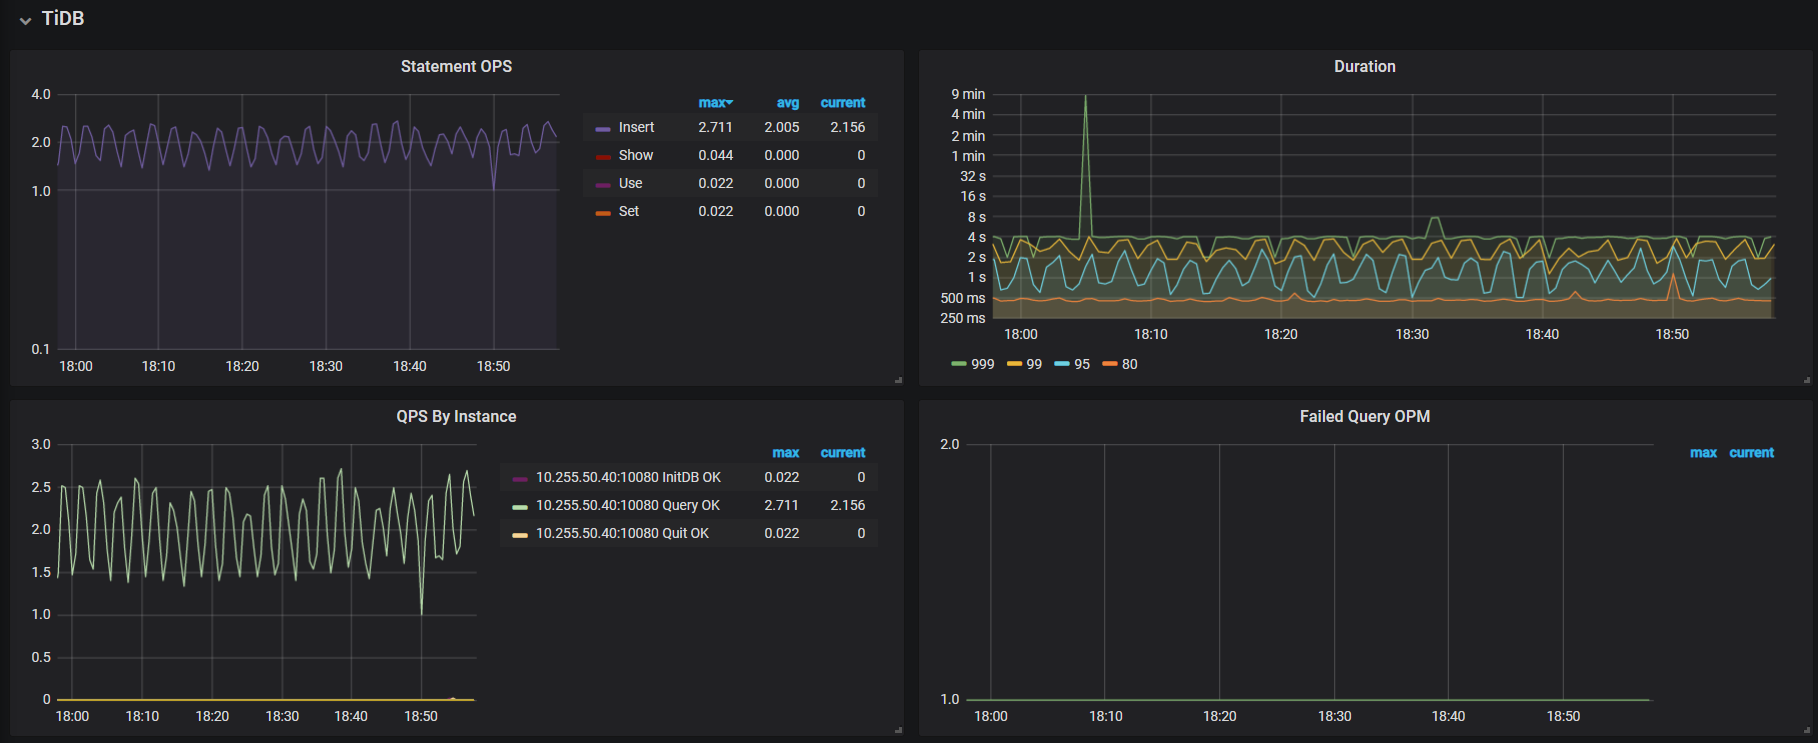 TiDB
Statement OPS
4.0
2.0
1.0
0.1
18:00 18:10 18:20 18:30 18:40 18:50
max avg current
Insert 2.711 2.005 2.156
Show 0.044 0.000 0
Use 0.022 0.000 0
Set 0.022 0.000 0
Duration
9 min
4 min
2 min
1 min
32 s
16 s
8 s
4 s
2 s
1 s
500 ms
250 ms
18:00 18:10 18:20 18:30 18:40 18:50
999 99 95 80
QPS By Instance
3.0
2.5
2.0
1.5
1.0
0.5
0
18:00 18:10 18:20 18:30 18:40 18:50
max current
10.255.50.40:10080 InitDB OK 0.022 0
10.255.50.40:10080 Query OK 2.711 2.156
10.255.50.40:10080 Quit OK 0.022 0
Failed Query OPM
2.0
1.0
18:00 18:10 18:20 18:30 18:40 18:50
max current